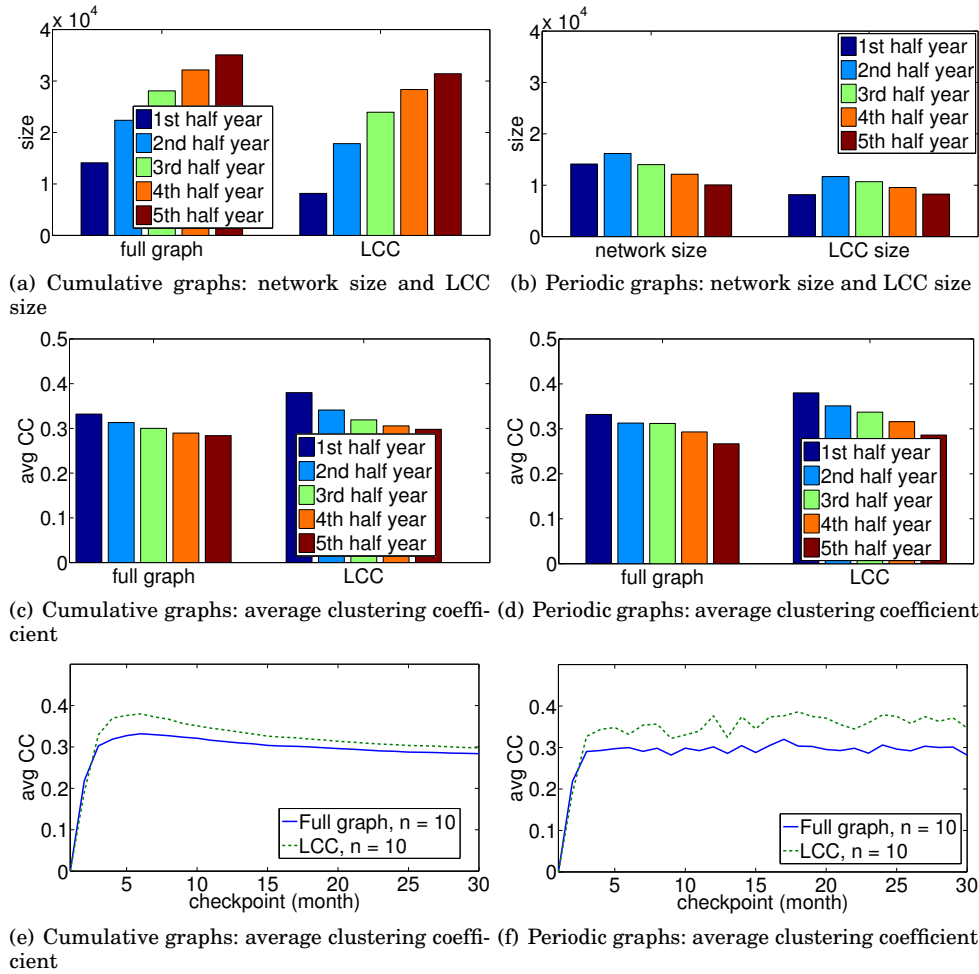 4 x 10^4
3
2
1
0
size
1st half year
2nd half year
3rd half year
4th half year
5th half year
full graph LCC
(a) Cumulative graphs: network size and LCC
size
4 x 10^4
3
2
1
0
size
1st half year
2nd half year
3rd half year
4th half year
5th half year
network size LCC size
(b) Periodic graphs: network size and LCC size
0.5
0.4
0.3
0.2
0.1
0
avg CC
1st half year
2nd half year
3rd half year
4th half year
5th half year
full graph LCC
(c) Cumulative graphs: average clustering coeffi-
cient
0.5
0.4
0.3
0.2
0.1
0
avg CC
1st half year
2nd half year
3rd half year
4th half year
5th half year
full graph LCC
(d) Periodic graphs: average clustering coefficient
0.4
0.3
0.2
0.1
0
avg CC
Full graph, n = 10
LCC, n = 10
5 10 15 20 25 30
checkpoint (month)
(e) Cumulative graphs: average clustering coeffi-
cient
0.4
0.3
0.2
0.1
0
avg CC
Full graph, n = 10
LCC, n = 10
5 10 15 20 25 30
checkpoint (month)
(f) Periodic graphs: average clustering coefficient